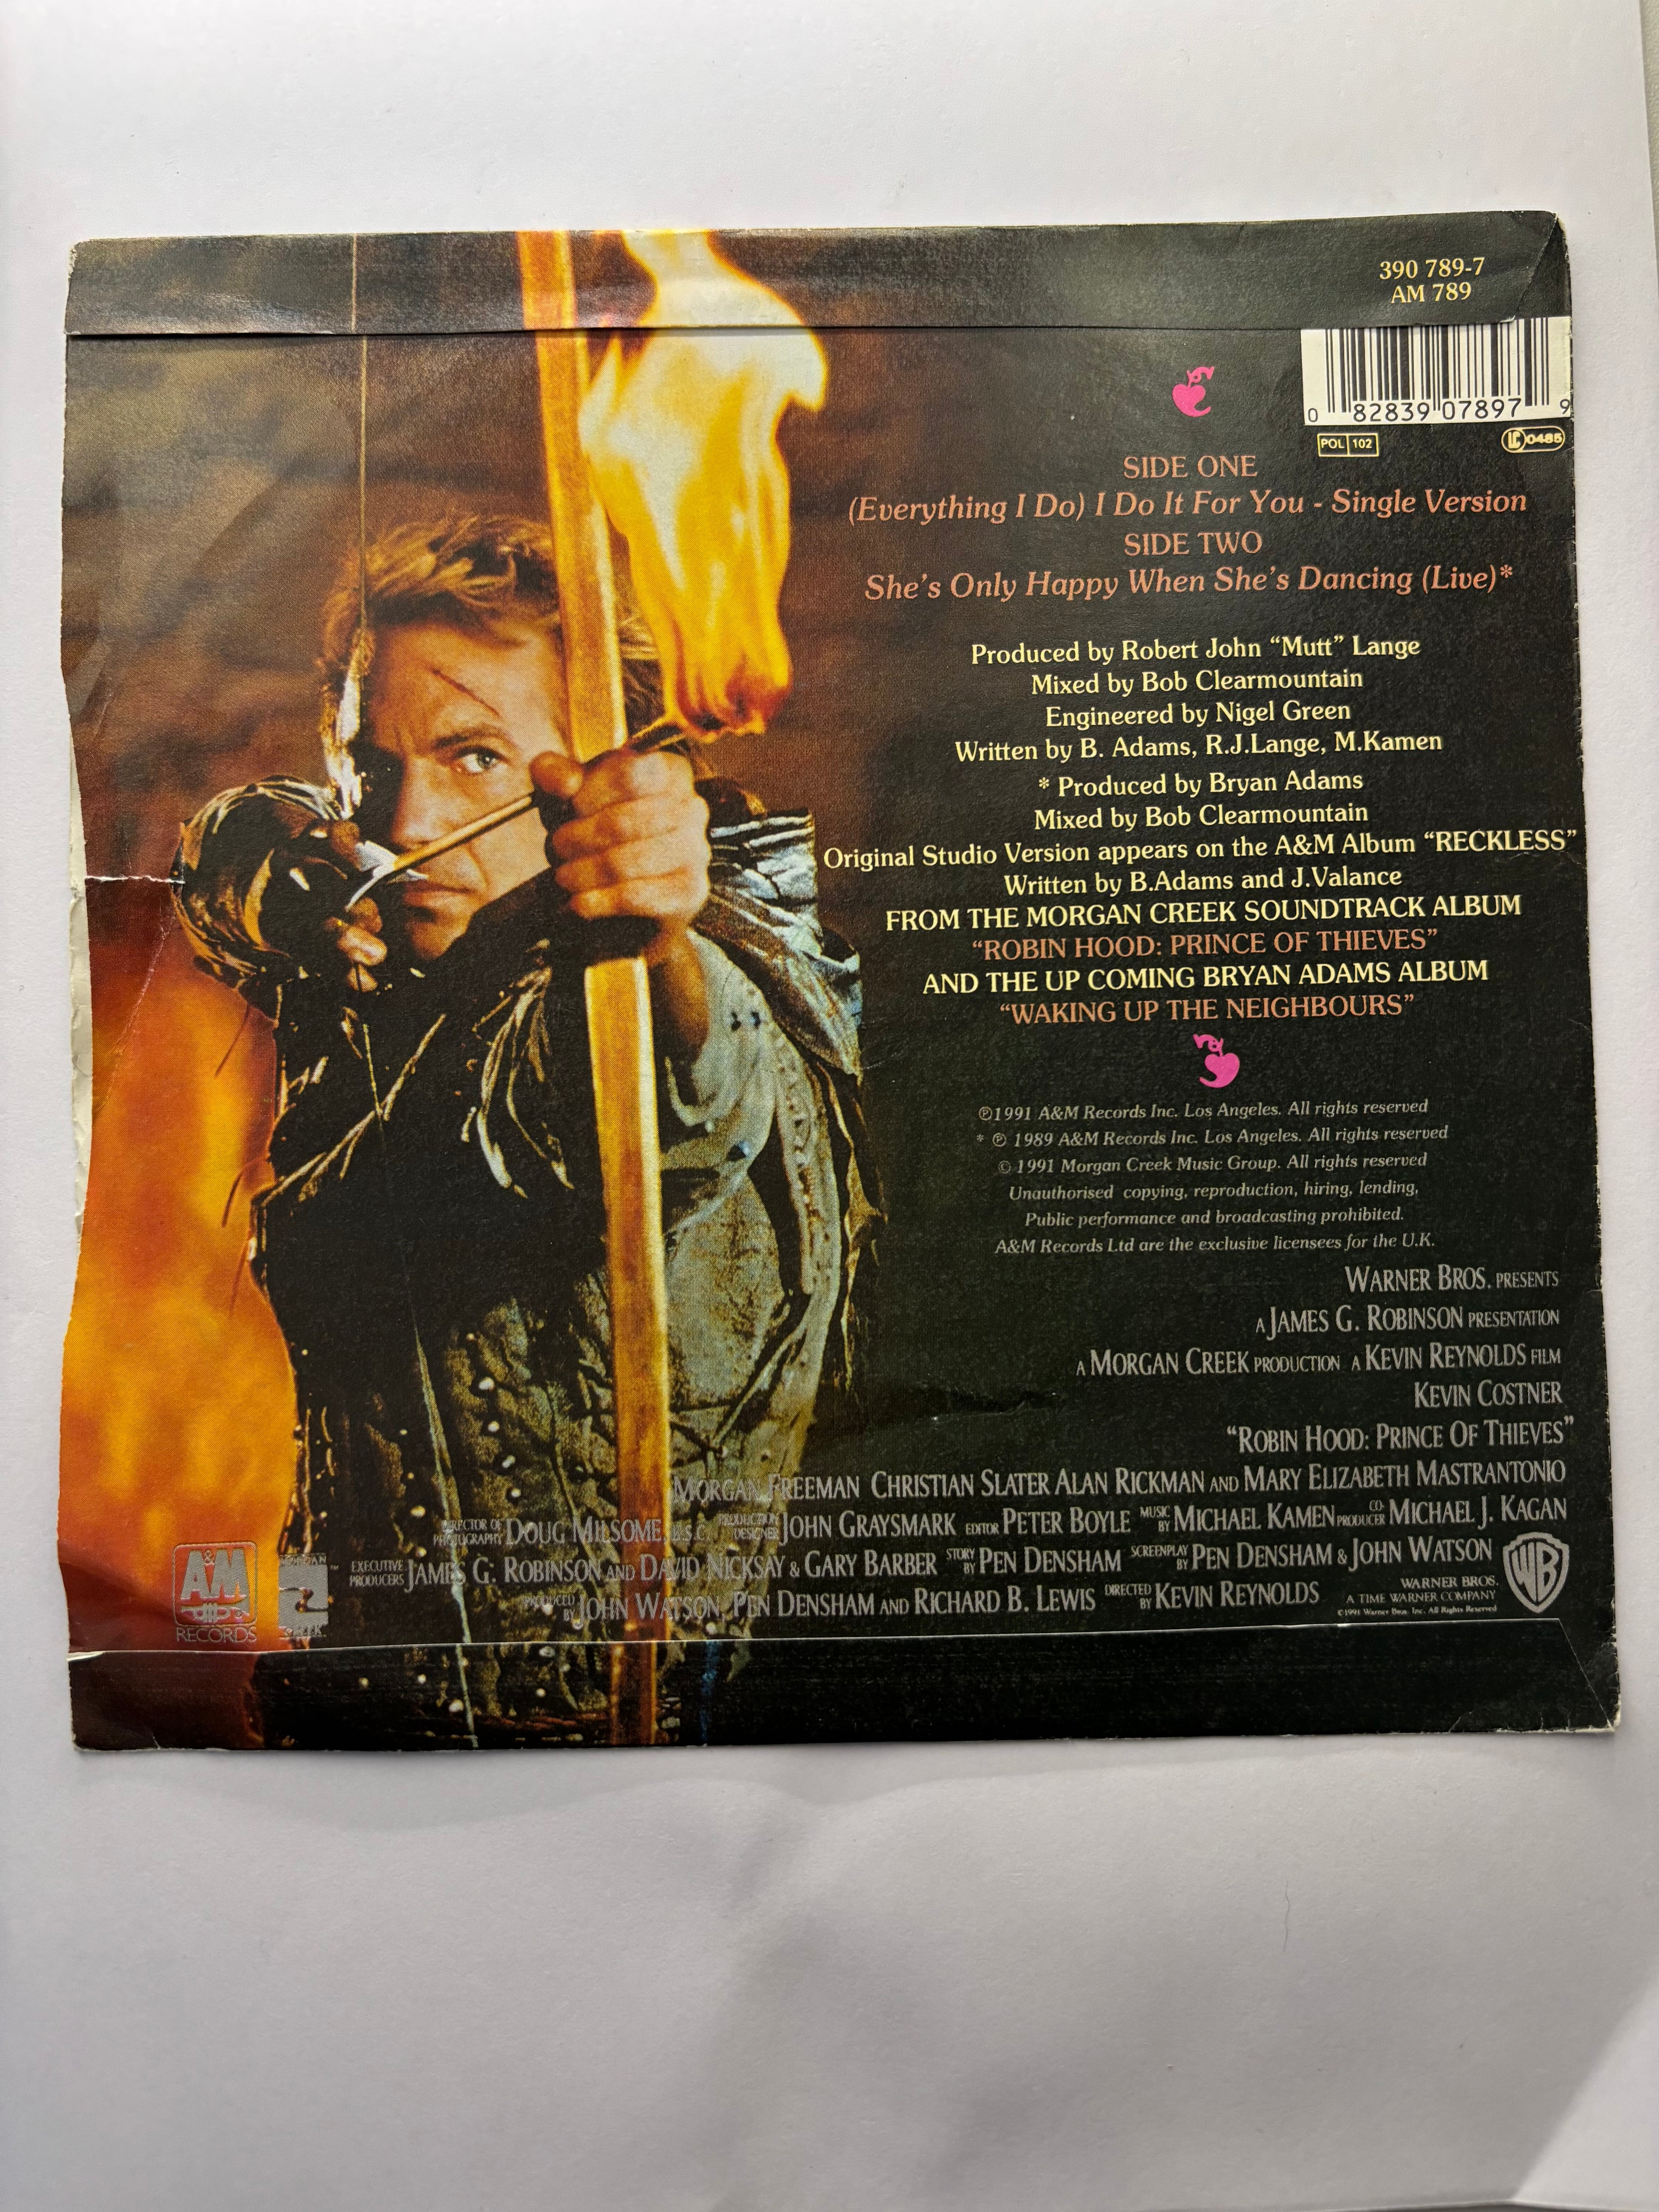 390 789-7
AM 789
0 82839 07897 9
POL 102
LC 0485
SIDE ONE
(Everything I Do) I Do It For You - Single Version
SIDE TWO
She's Only Happy When She's Dancing (Live)*
Produced by Robert John “Mutt” Lange
Mixed by Bob Clearmountain
Engineered by Nigel Green
Written by B. Adams, R.J.Lange, M.Kamen
* Produced by Bryan Adams
Mixed by Bob Clearmountain
Original Studio Version appears on the A&M Album “RECKLESS”
Written by B.Adams and J.Valance
FROM THE MORGAN CREEK SOUNDTRACK ALBUM
“ROBIN HOOD: PRINCE OF THIEVES”
AND THE UP COMING BRYAN ADAMS ALBUM
“WAKING UP THE NEIGHBOURS”
℗1991 A&M Records Inc. Los Angeles. All rights reserved
* ℗ 1989 A&M Records Inc. Los Angeles. All rights reserved
© 1991 Morgan Creek Music Group. All rights reserved
Unauthorised copying, reproduction, hiring, lending,
Public performance and broadcasting prohibited.
A&M Records Ltd are the exclusive licensees for the U.K.
WARNER BROS. PRESENTS
A JAMES G. ROBINSON PRESENTATION
A MORGAN CREEK PRODUCTION A KEVIN REYNOLDS FILM
KEVIN COSTNER
“ROBIN HOOD: PRINCE OF THIEVES”
MORGAN FREEMAN CHRISTIAN SLATER ALAN RICKMAN AND MARY ELIZABETH MASTRANTONIO
DIRECTOR OF PHOTOGRAPHY DOUG MILSOME, B.S.C. PRODUCTION DESIGNER JOHN GRAYSMARK EDITOR PETER BOYLE MUSIC BY MICHAEL KAMEN CO-PRODUCER MICHAEL J. KAGAN
EXECUTIVE PRODUCERS JAMES G. ROBINSON AND DAVID NICKSAY & GARY BARBER STORY BY PEN DENSHAM SCREENPLAY BY PEN DENSHAM & JOHN WATSON
PRODUCED BY JOHN WATSON, PEN DENSHAM AND RICHARD B. LEWIS DIRECTED BY KEVIN REYNOLDS
WARNER BROS.
A TIME WARNER COMPANY
©1991 Warner Bros. Inc. All Rights Reserved
WB
A&M
RECORDS
MORGAN
CREEK
™